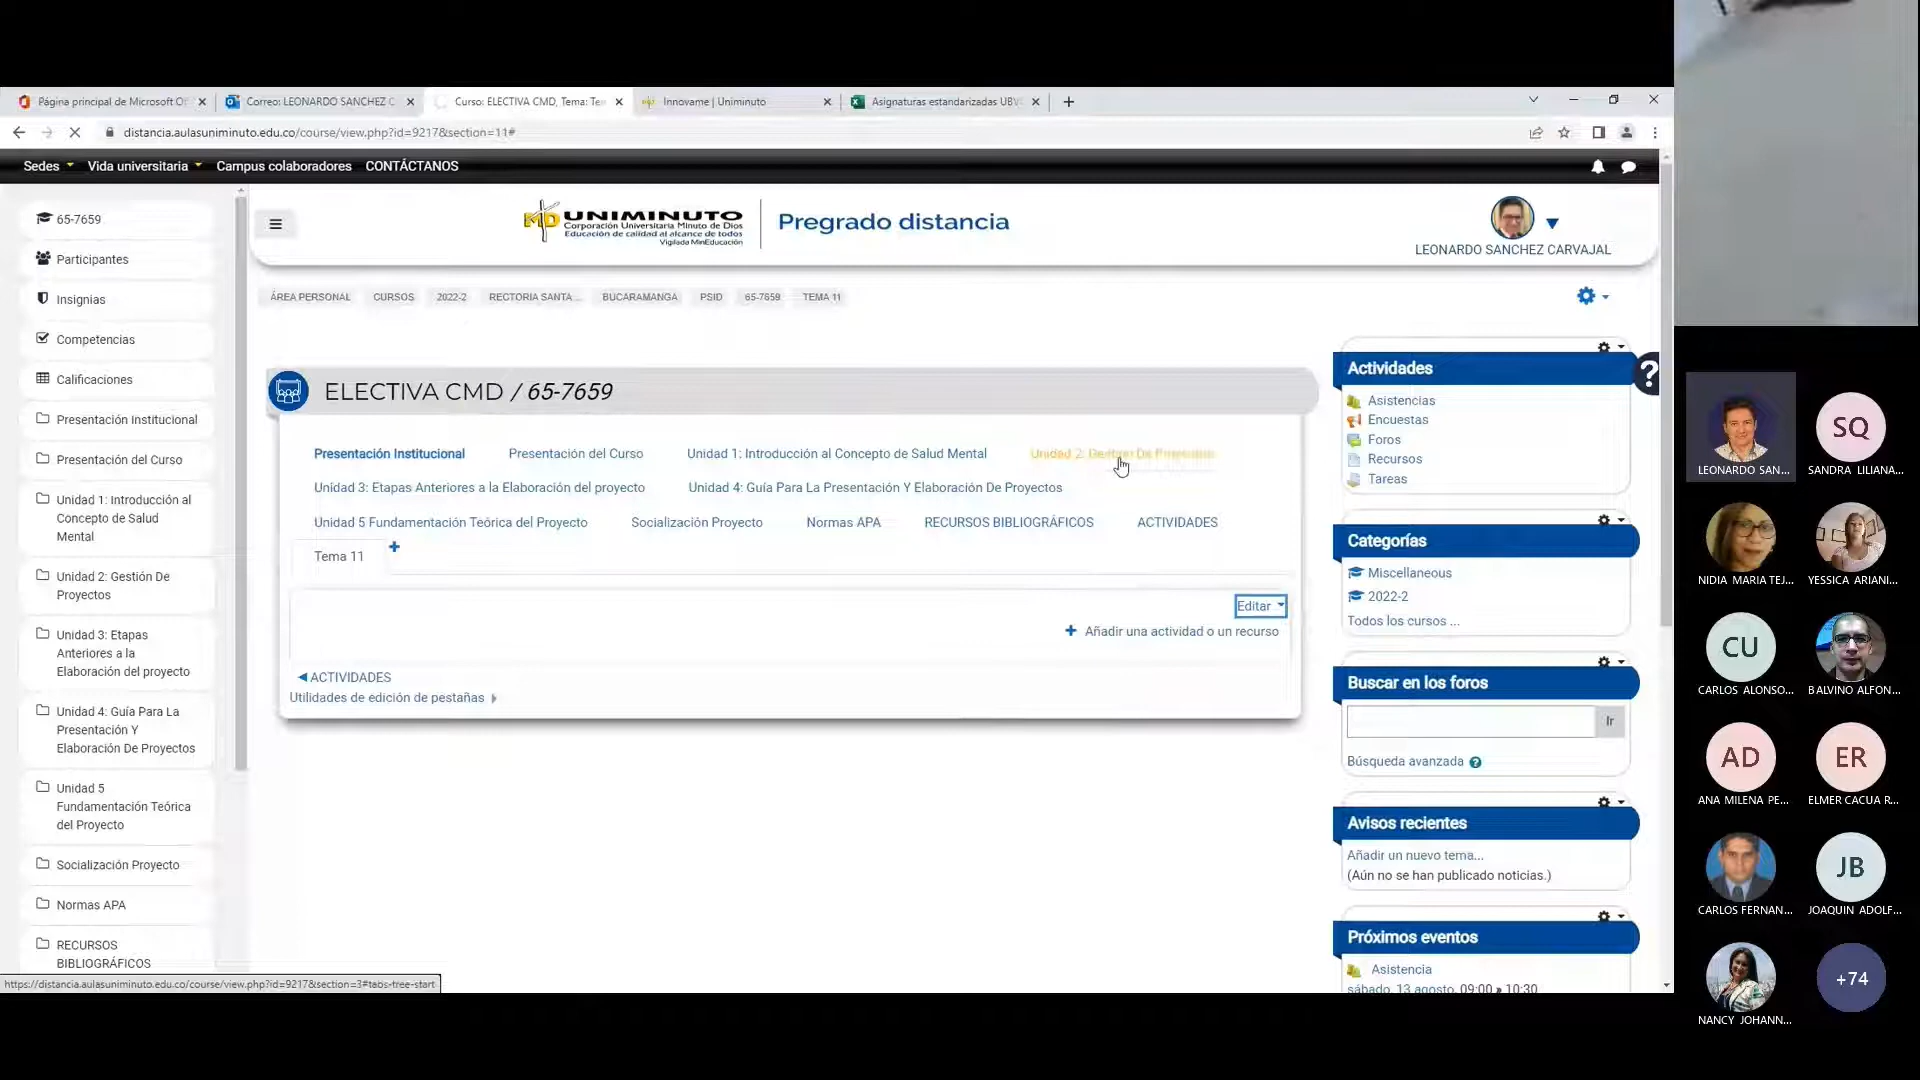 Página principal de Microsoft Of
Correo: LEONARDO SANCHEZ C
Curso: ELECTIVA CMD, Tema: Te
Innovame | Uniminuto
Asignaturas estandarizadas UBV
distancia.aulasuniminuto.edu.co/course/view.php?id=9217&section=11#
Sedes
Vida universitaria
Campus colaboradores
CONTÁCTANOS
65-7659
Participantes
Insignias
Competencias
Calificaciones
Presentación Institucional
Presentación del Curso
Unidad 1: Introducción al
Concepto de Salud
Mental
Unidad 2: Gestión De
Proyectos
Unidad 3: Etapas
Anteriores a la
Elaboración del proyecto
Unidad 4: Guía Para La
Presentación Y
Elaboración De Proyectos
Unidad 5
Fundamentación Teórica
del Proyecto
Socialización Proyecto
Normas APA
RECURSOS
BIBLIOGRÁFICOS
https://distancia.aulasuniminuto.edu.co/course/view.php?id=9217&section=3#tabs-tree-start
MD UNIMINUTO
Corporación Universitaria Minuto de Dios
Educación de calidad al alcance de todos
Vigilada MinEducación
Pregrado distancia
LEONARDO SANCHEZ CARVAJAL
ÁREA PERSONAL
CURSOS
2022-2
RECTORIA SANTA ...
BUCARAMANGA
PSID
65-7659
TEMA 11
ELECTIVA CMD / 65-7659
Presentación Institucional
Presentación del Curso
Unidad 1: Introducción al Concepto de Salud Mental
Unidad 2: Gestión De Proyectos
Unidad 3: Etapas Anteriores a la Elaboración del proyecto
Unidad 4: Guía Para La Presentación Y Elaboración De Proyectos
Unidad 5 Fundamentación Teórica del Proyecto
Socialización Proyecto
Normas APA
RECURSOS BIBLIOGRÁFICOS
ACTIVIDADES
Tema 11
Editar
Añadir una actividad o un recurso
ACTIVIDADES
Utilidades de edición de pestañas
Actividades
Asistencias
Encuestas
Foros
Recursos
Tareas
Categorías
Miscellaneous
2022-2
Todos los cursos ...
Buscar en los foros
Ir
Búsqueda avanzada
Avisos recientes
Añadir un nuevo tema...
(Aún no se han publicado noticias.)
Próximos eventos
Asistencia
sábado, 13 agosto, 09:00 » 10:30
?
LEONARDO SAN...
SQ
SANDRA LILIANA...
NIDIA MARIA TEJ...
YESSICA ARIANI...
CU
CARLOS ALONSO...
BALVINO ALFON...
AD
ANA MILENA PE...
ER
ELMER CACUA R...
CARLOS FERNAN...
JB
JOAQUIN ADOLF...
NANCY JOHANN...
+74